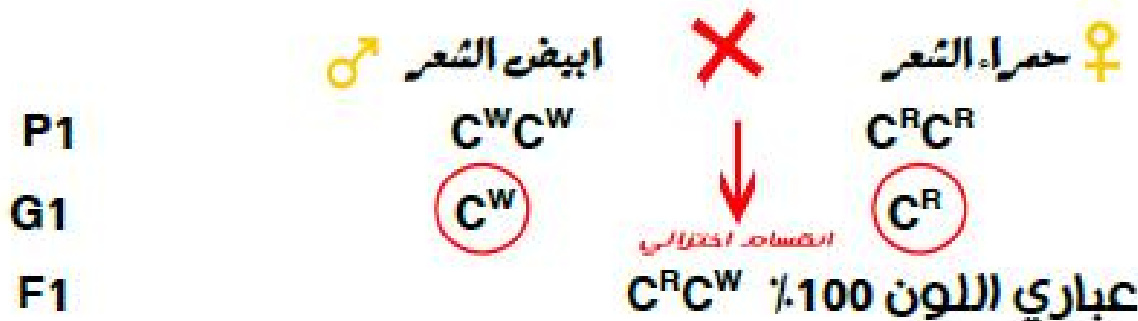 ♀ حمراء الشعر × ابيض الشعر ♂
P1 CᴿCᴿ CᵂCᵂ
G1 Cᴿ Cᵂ
انقسام اختزالي
F1 عباري اللون 100٪ CᴿCᵂ